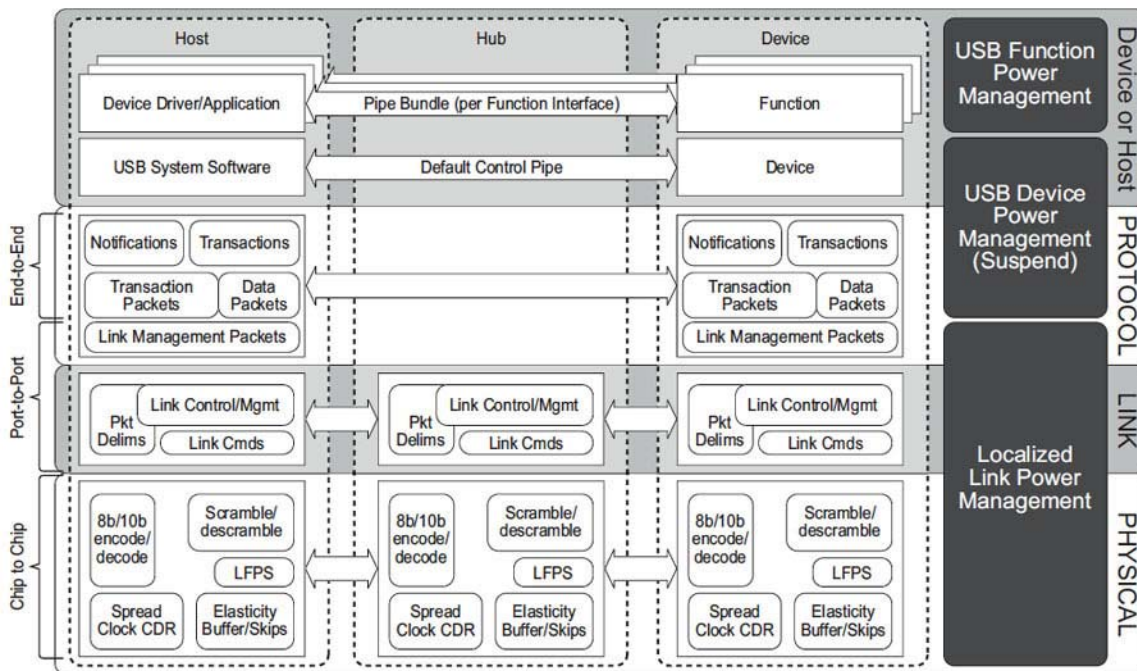 Host
Hub
Device
Device Driver/Application
Pipe Bundle (per Function Interface)
Function
USB System Software
Default Control Pipe
Device
USB Function
Power
Management
Device or Host
USB Device
Power
Management
(Suspend)
End-to-End
Notifications
Transactions
Transaction
Packets
Data
Packets
Link Management Packets
Notifications
Transactions
Transaction
Packets
Data
Packets
Link Management Packets
PROTOCOL
Port-to-Port
Pkt
Delims
Link Control/Mgmt
Link Cmds
Pkt
Delims
Link Control/Mgmt
Link Cmds
Pkt
Delims
Link Control/Mgmt
Link Cmds
LINK
Localized
Link Power
Management
Chip to Chip
8b/10b
encode/
decode
Scramble/
descramble
LFPS
Spread
Clock CDR
Elasticity
Buffer/Skips
8b/10b
encode/
decode
Scramble/
descramble
LFPS
Spread
Clock CDR
Elasticity
Buffer/Skips
8b/10b
encode/
decode
Scramble/
descramble
LFPS
Spread
Clock CDR
Elasticity
Buffer/Skips
PHYSICAL